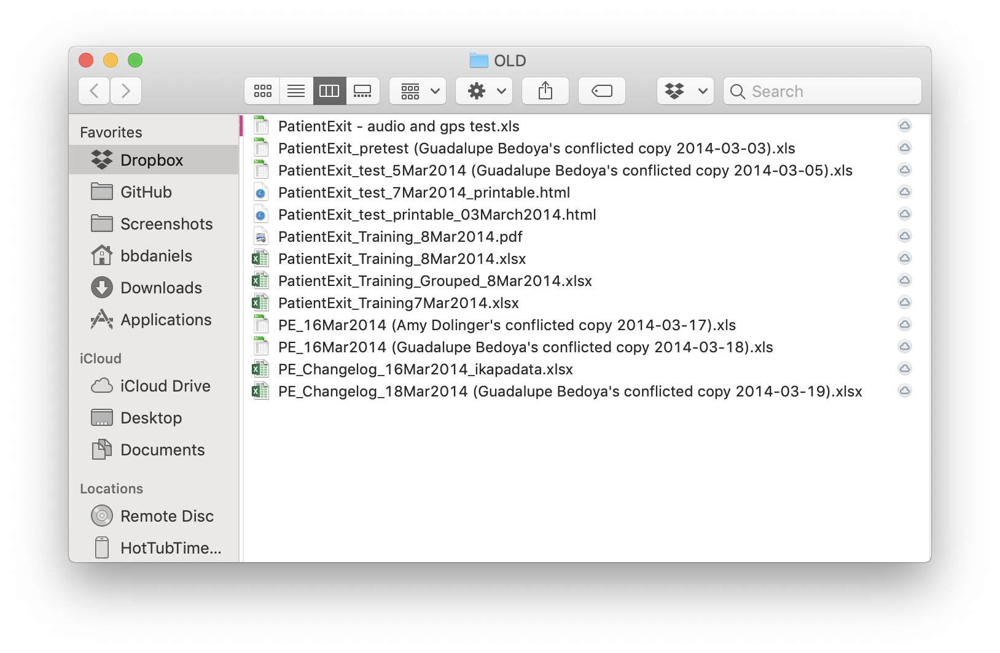 OLD
Search
Favorites
Dropbox
GitHub
Screenshots
bbdaniels
Downloads
Applications
iCloud
iCloud Drive
Desktop
Documents
Locations
Remote Disc
HotTubTime...
PatientExit - audio and gps test.xls
PatientExit_pretest (Guadalupe Bedoya's conflicted copy 2014-03-03).xls
PatientExit_test_5Mar2014 (Guadalupe Bedoya's conflicted copy 2014-03-05).xls
PatientExit_test_7Mar2014_printable.html
PatientExit_test_printable_03March2014.html
PatientExit_Training_8Mar2014.pdf
PatientExit_Training_8Mar2014.xlsx
PatientExit_Training_Grouped_8Mar2014.xlsx
PatientExit_Training7Mar2014.xlsx
PE_16Mar2014 (Amy Dolinger's conflicted copy 2014-03-17).xls
PE_16Mar2014 (Guadalupe Bedoya's conflicted copy 2014-03-18).xls
PE_Changelog_16Mar2014_ikapadata.xlsx
PE_Changelog_18Mar2014 (Guadalupe Bedoya's conflicted copy 2014-03-19).xlsx